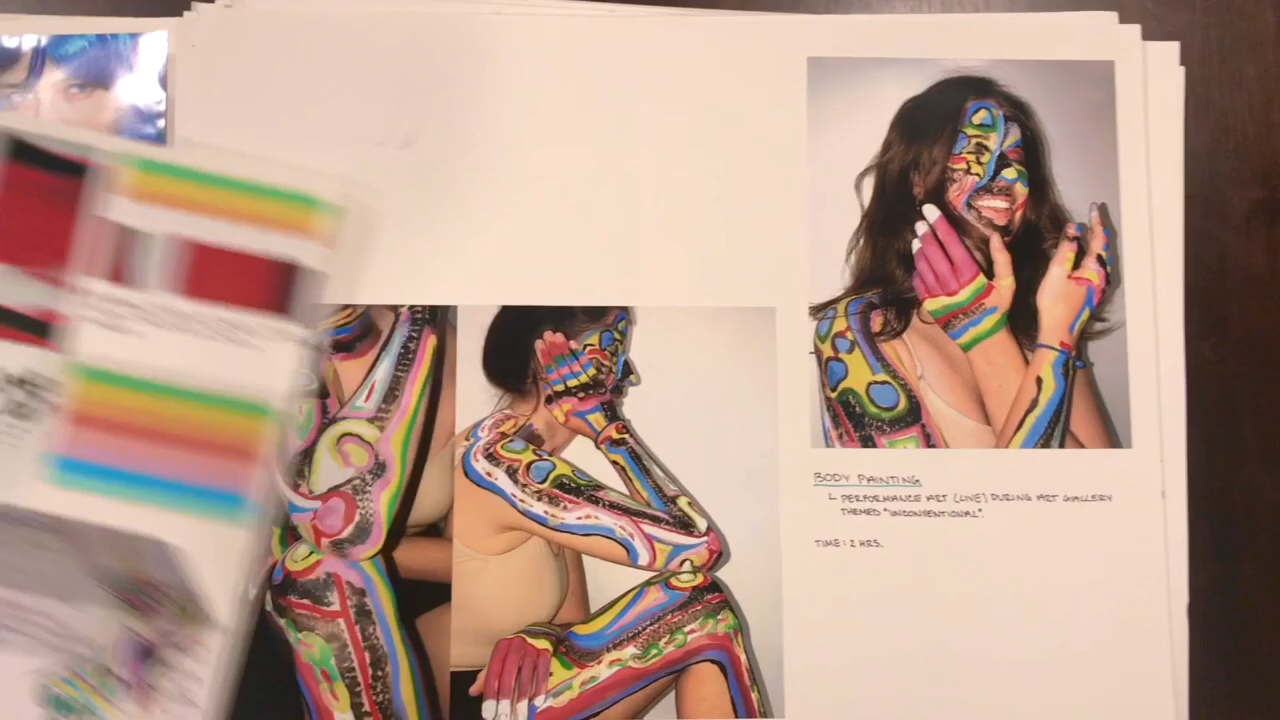 BODY PAINTING
└ PERFORMANCE ART (LIVE) DURING ART GALLERY
THEMED "UNCONVENTIONAL".
TIME: 2 HRS.